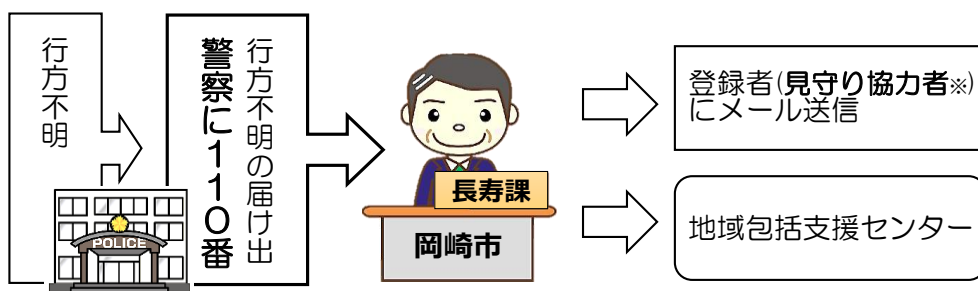 行方不明
行方不明の届け出
警察に110番
POLICE
長寿課
岡崎市
登録者(見守り協力者※)
にメール送信
地域包括支援センター